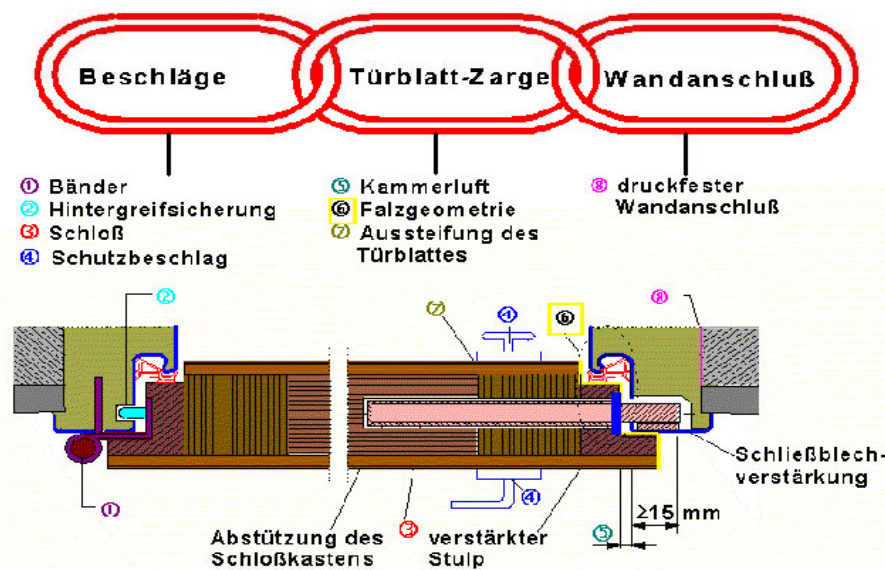 Beschläge
Türblatt-Zarge
Wandanschluß
① Bänder
② Hintergreifsicherung
③ Schloß
④ Schutzbeschlag
⑤ Kammerluft
⑥ Falzgeometrie
⑦ Aussteifung des
Türblattes
⑧ druckfester
Wandanschluß
②
⑦
④
⑥
⑧
Schließblech-
verstärkung
①
④
≥15 mm
⑤
Abstützung des
Schloßkastens
③
verstärkter
Stulp